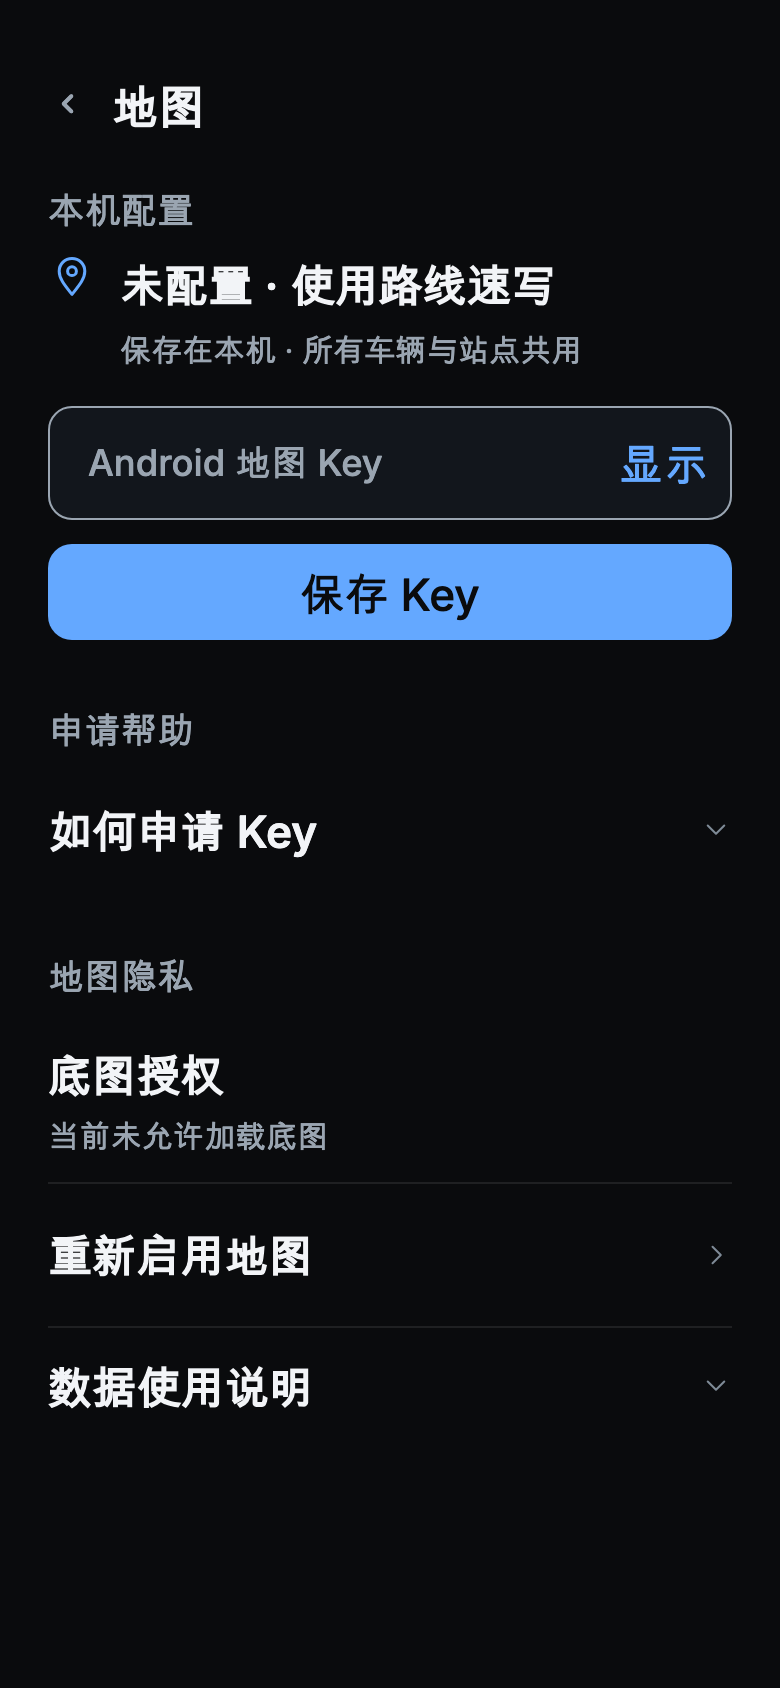 地图
本机配置
未配置 · 使用路线速写
保存在本机 · 所有车辆与站点共用
Android 地图 Key
显示
保存 Key
申请帮助
如何申请 Key
地图隐私
底图授权
当前未允许加载底图
重新启用地图
数据使用说明